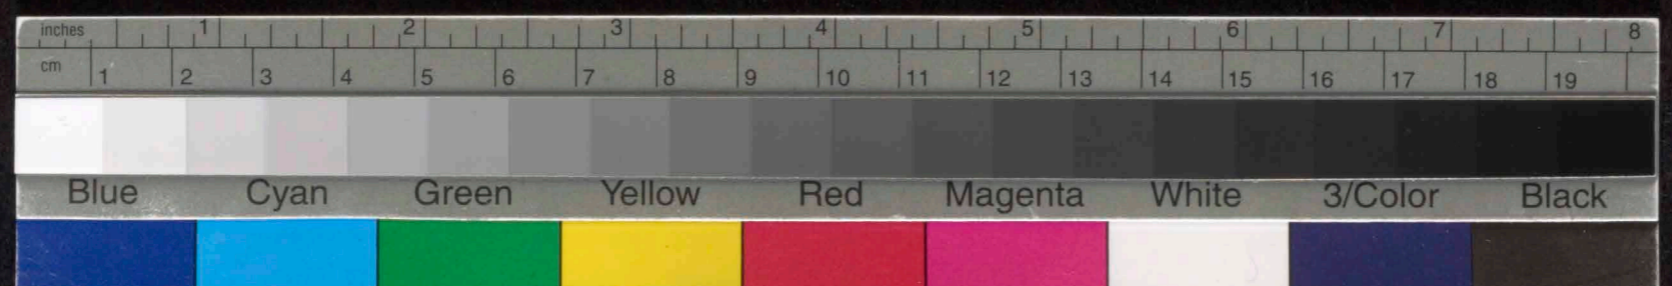 inches 1 2 3 4 5 6 7 8
cm 1 2 3 4 5 6 7 8 9 10 11 12 13 14 15 16 17 18 19
Blue Cyan Green Yellow Red Magenta White 3/Color Black